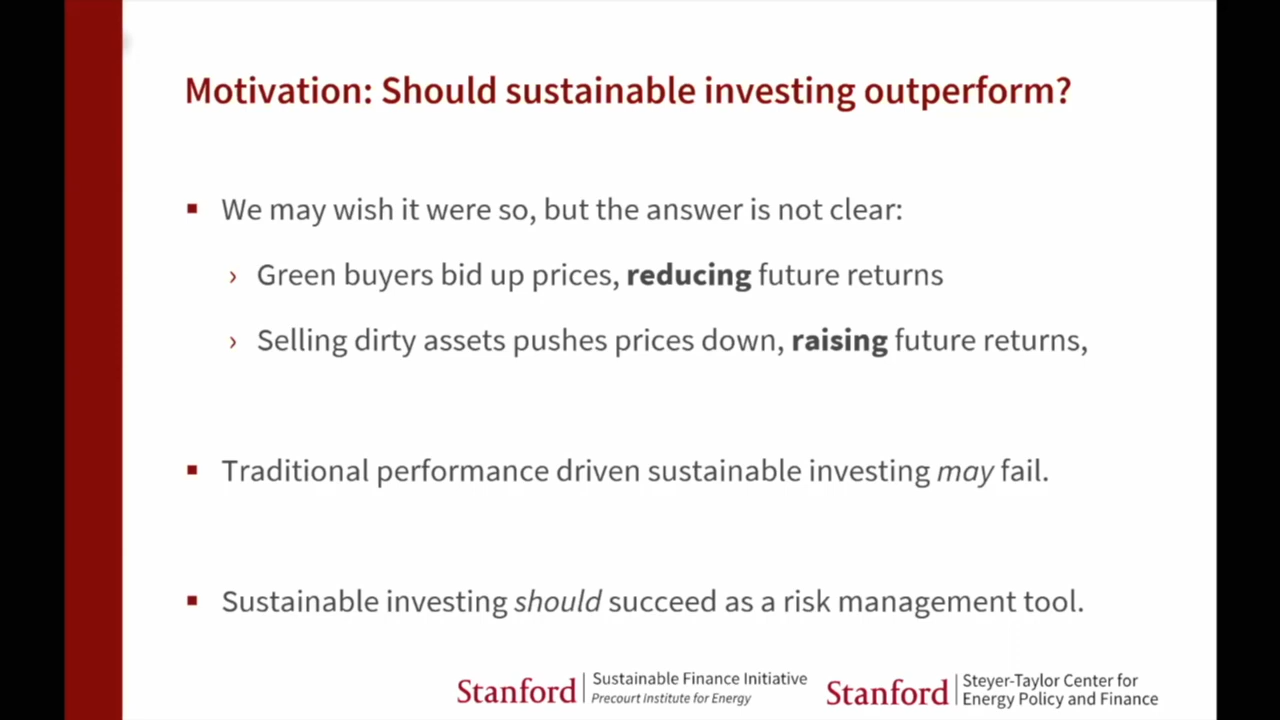 Motivation: Should sustainable investing outperform?
▪ We may wish it were so, but the answer is not clear:
› Green buyers bid up prices, reducing future returns
› Selling dirty assets pushes prices down, raising future returns,
▪ Traditional performance driven sustainable investing may fail.
▪ Sustainable investing should succeed as a risk management tool.
Stanford
Sustainable Finance Initiative
Precourt Institute for Energy
Stanford
Steyer-Taylor Center for
Energy Policy and Finance